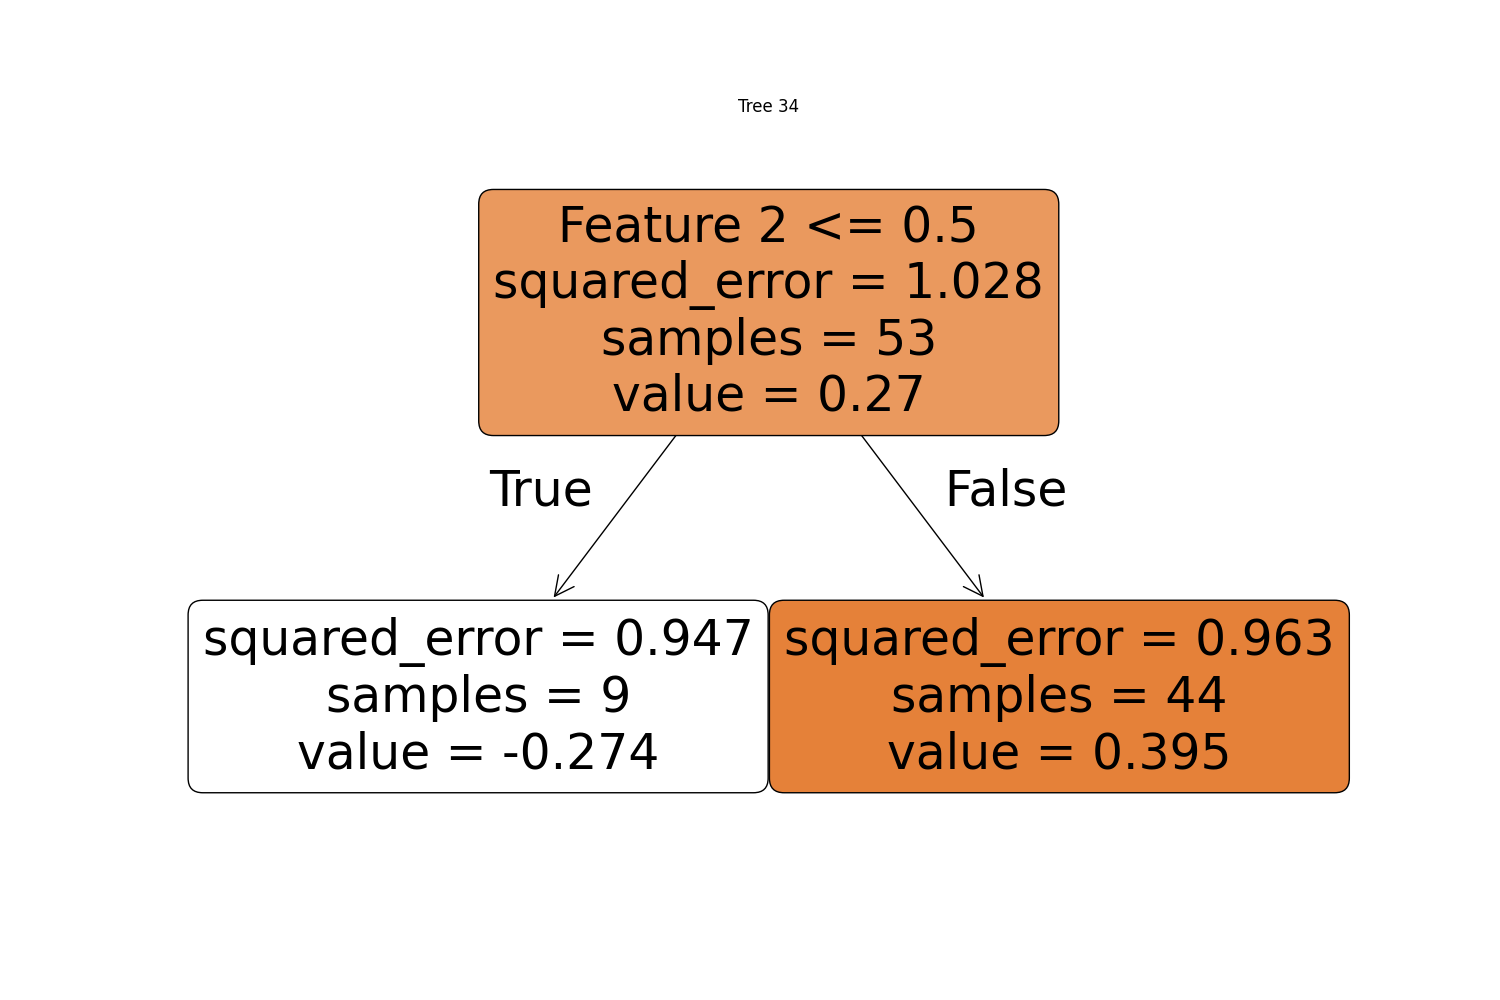 Tree 34
Feature 2 <= 0.5
squared_error = 1.028
samples = 53
value = 0.27
True
False
squared_error = 0.947
samples = 9
value = -0.274
squared_error = 0.963
samples = 44
value = 0.395